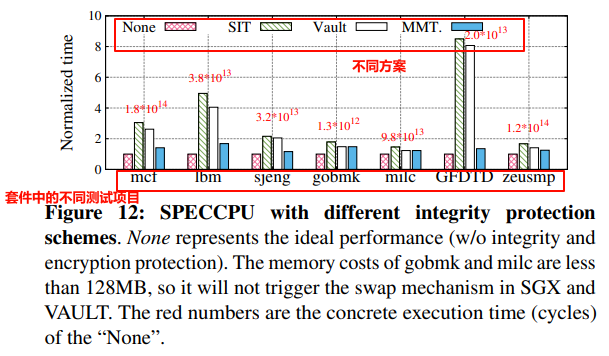 10
None SIT Vault MMT.
2.0*10^13
不同方案
8
Normalized time
6
3.8*10^13
4
1.8*10^14
3.2*10^13
1.3*10^12
9.8*10^13
1.2*10^14
2
0
mcf lbm sjeng gobmk milc GFDTD zeusmp
套件中的不同测试项目
Figure 12: SPECCPU with different integrity protection
schemes. None represents the ideal performance (w/o integrity and
encryption protection). The memory costs of gobmk and milc are less
than 128MB, so it will not trigger the swap mechanism in SGX and
VAULT. The red numbers are the concrete execution time (cycles)
of the “None”.